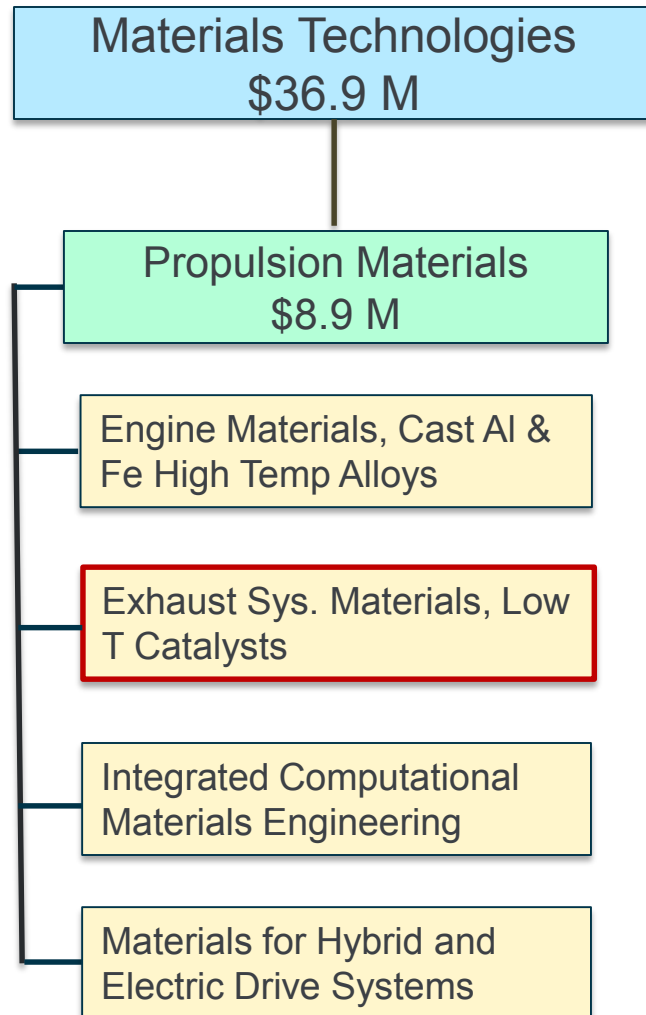 Materials Technologies
$36.9 M
Propulsion Materials
$8.9 M
Engine Materials, Cast Al &
Fe High Temp Alloys
Exhaust Sys. Materials, Low
T Catalysts
Integrated Computational
Materials Engineering
Materials for Hybrid and
Electric Drive Systems